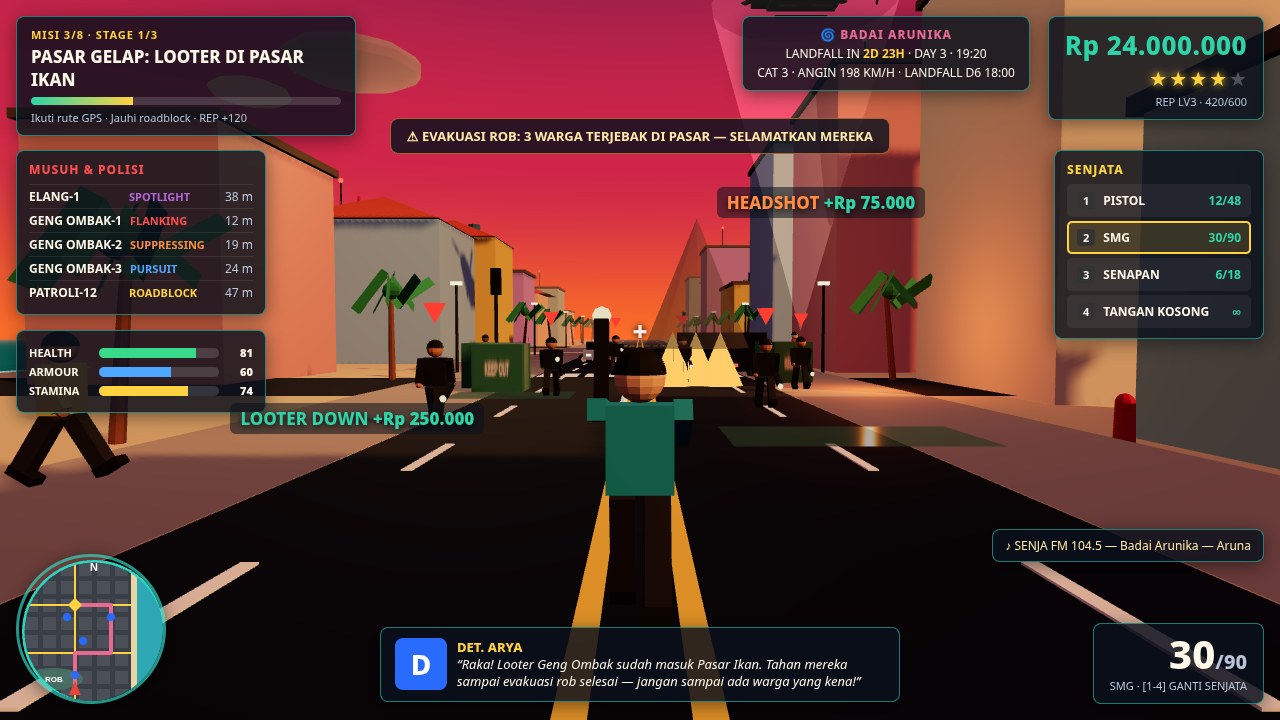 MISI 3/8 · STAGE 1/3
PASAR GELAP: LOOTER DI PASAR
IKAN
Ikuti rute GPS · Jauhi roadblock · REP +120
🌀 BADAI ARUNIKA
LANDFALL IN 2D 23H · DAY 3 · 19:20
CAT 3 · ANGIN 198 KM/H · LANDFALL D6 18:00
Rp 24.000.000
★★★★★
REP LV3 · 420/600
⚠ EVAKUASI ROB: 3 WARGA TERJEBAK DI PASAR — SELAMATKAN MEREKA
MUSUH & POLISI
ELANG-1 SPOTLIGHT 38 m
GENG OMBAK-1 FLANKING 12 m
GENG OMBAK-2 SUPPRESSING 19 m
GENG OMBAK-3 PURSUIT 24 m
PATROLI-12 ROADBLOCK 47 m
HEADSHOT +Rp 75.000
SENJATA
1 PISTOL 12/48
2 SMG 30/90
3 SENAPAN 6/18
4 TANGAN KOSONG ∞
HEALTH 81
ARMOUR 60
STAMINA 74
KEEP OUT
LOOTER DOWN +Rp 250.000
♪ SENJA FM 104.5 — Badai Arunika — Aruna
N
ROB
D
DET. ARYA
“Raka! Looter Geng Ombak sudah masuk Pasar Ikan. Tahan mereka
sampai evakuasi rob selesai — jangan sampai ada warga yang kena!”
30/90
SMG · [1-4] GANTI SENJATA